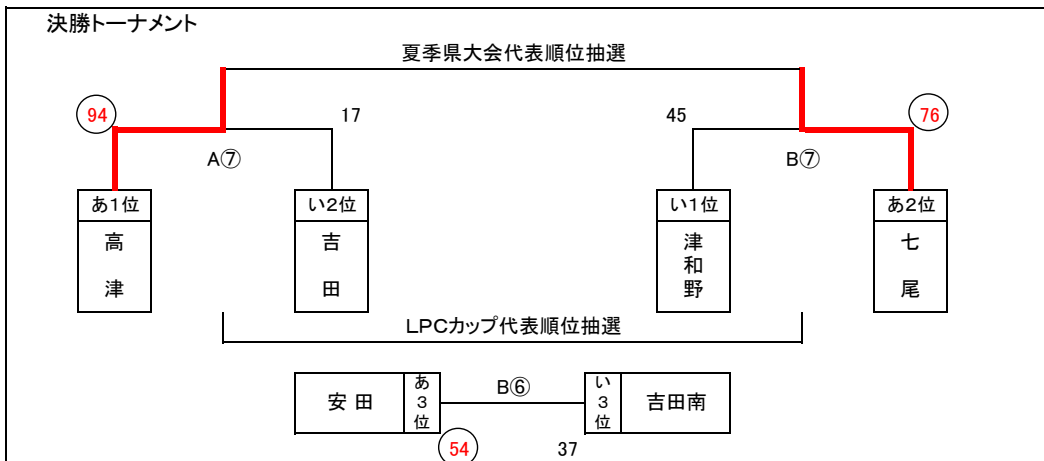 決勝トーナメント
夏季県大会代表順位抽選
94
17
45
76
A⑦
B⑦
あ1位
い2位
い1位
あ2位
高津
吉田
津和野
七尾
LPCカップ代表順位抽選
安田
あ3位
B⑥
い3位
吉田南
54
37